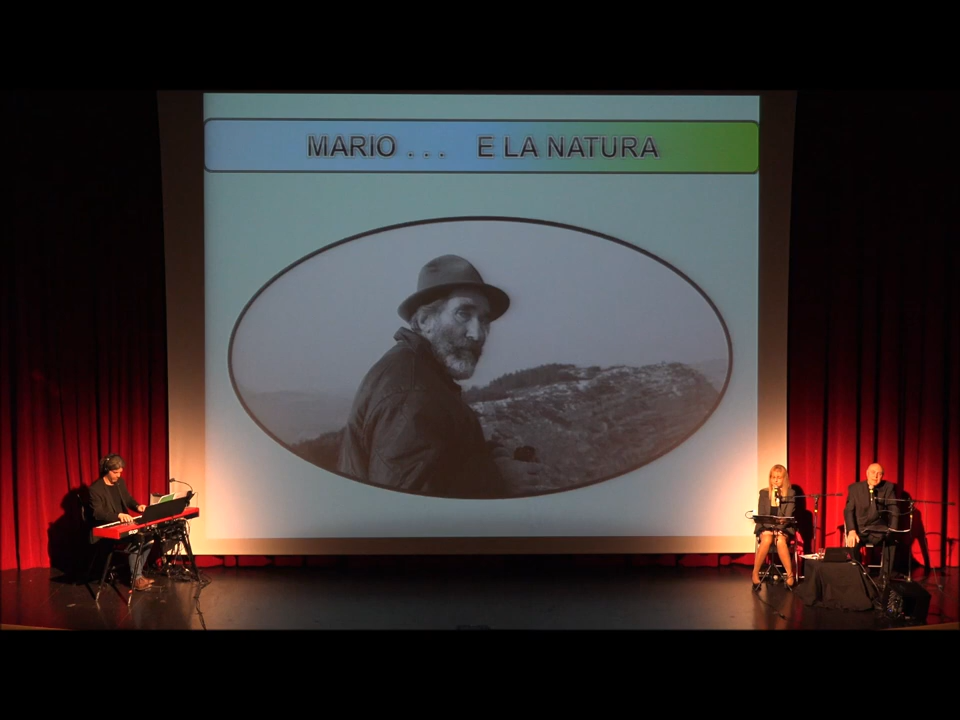 MARIO . . . E LA NATURA